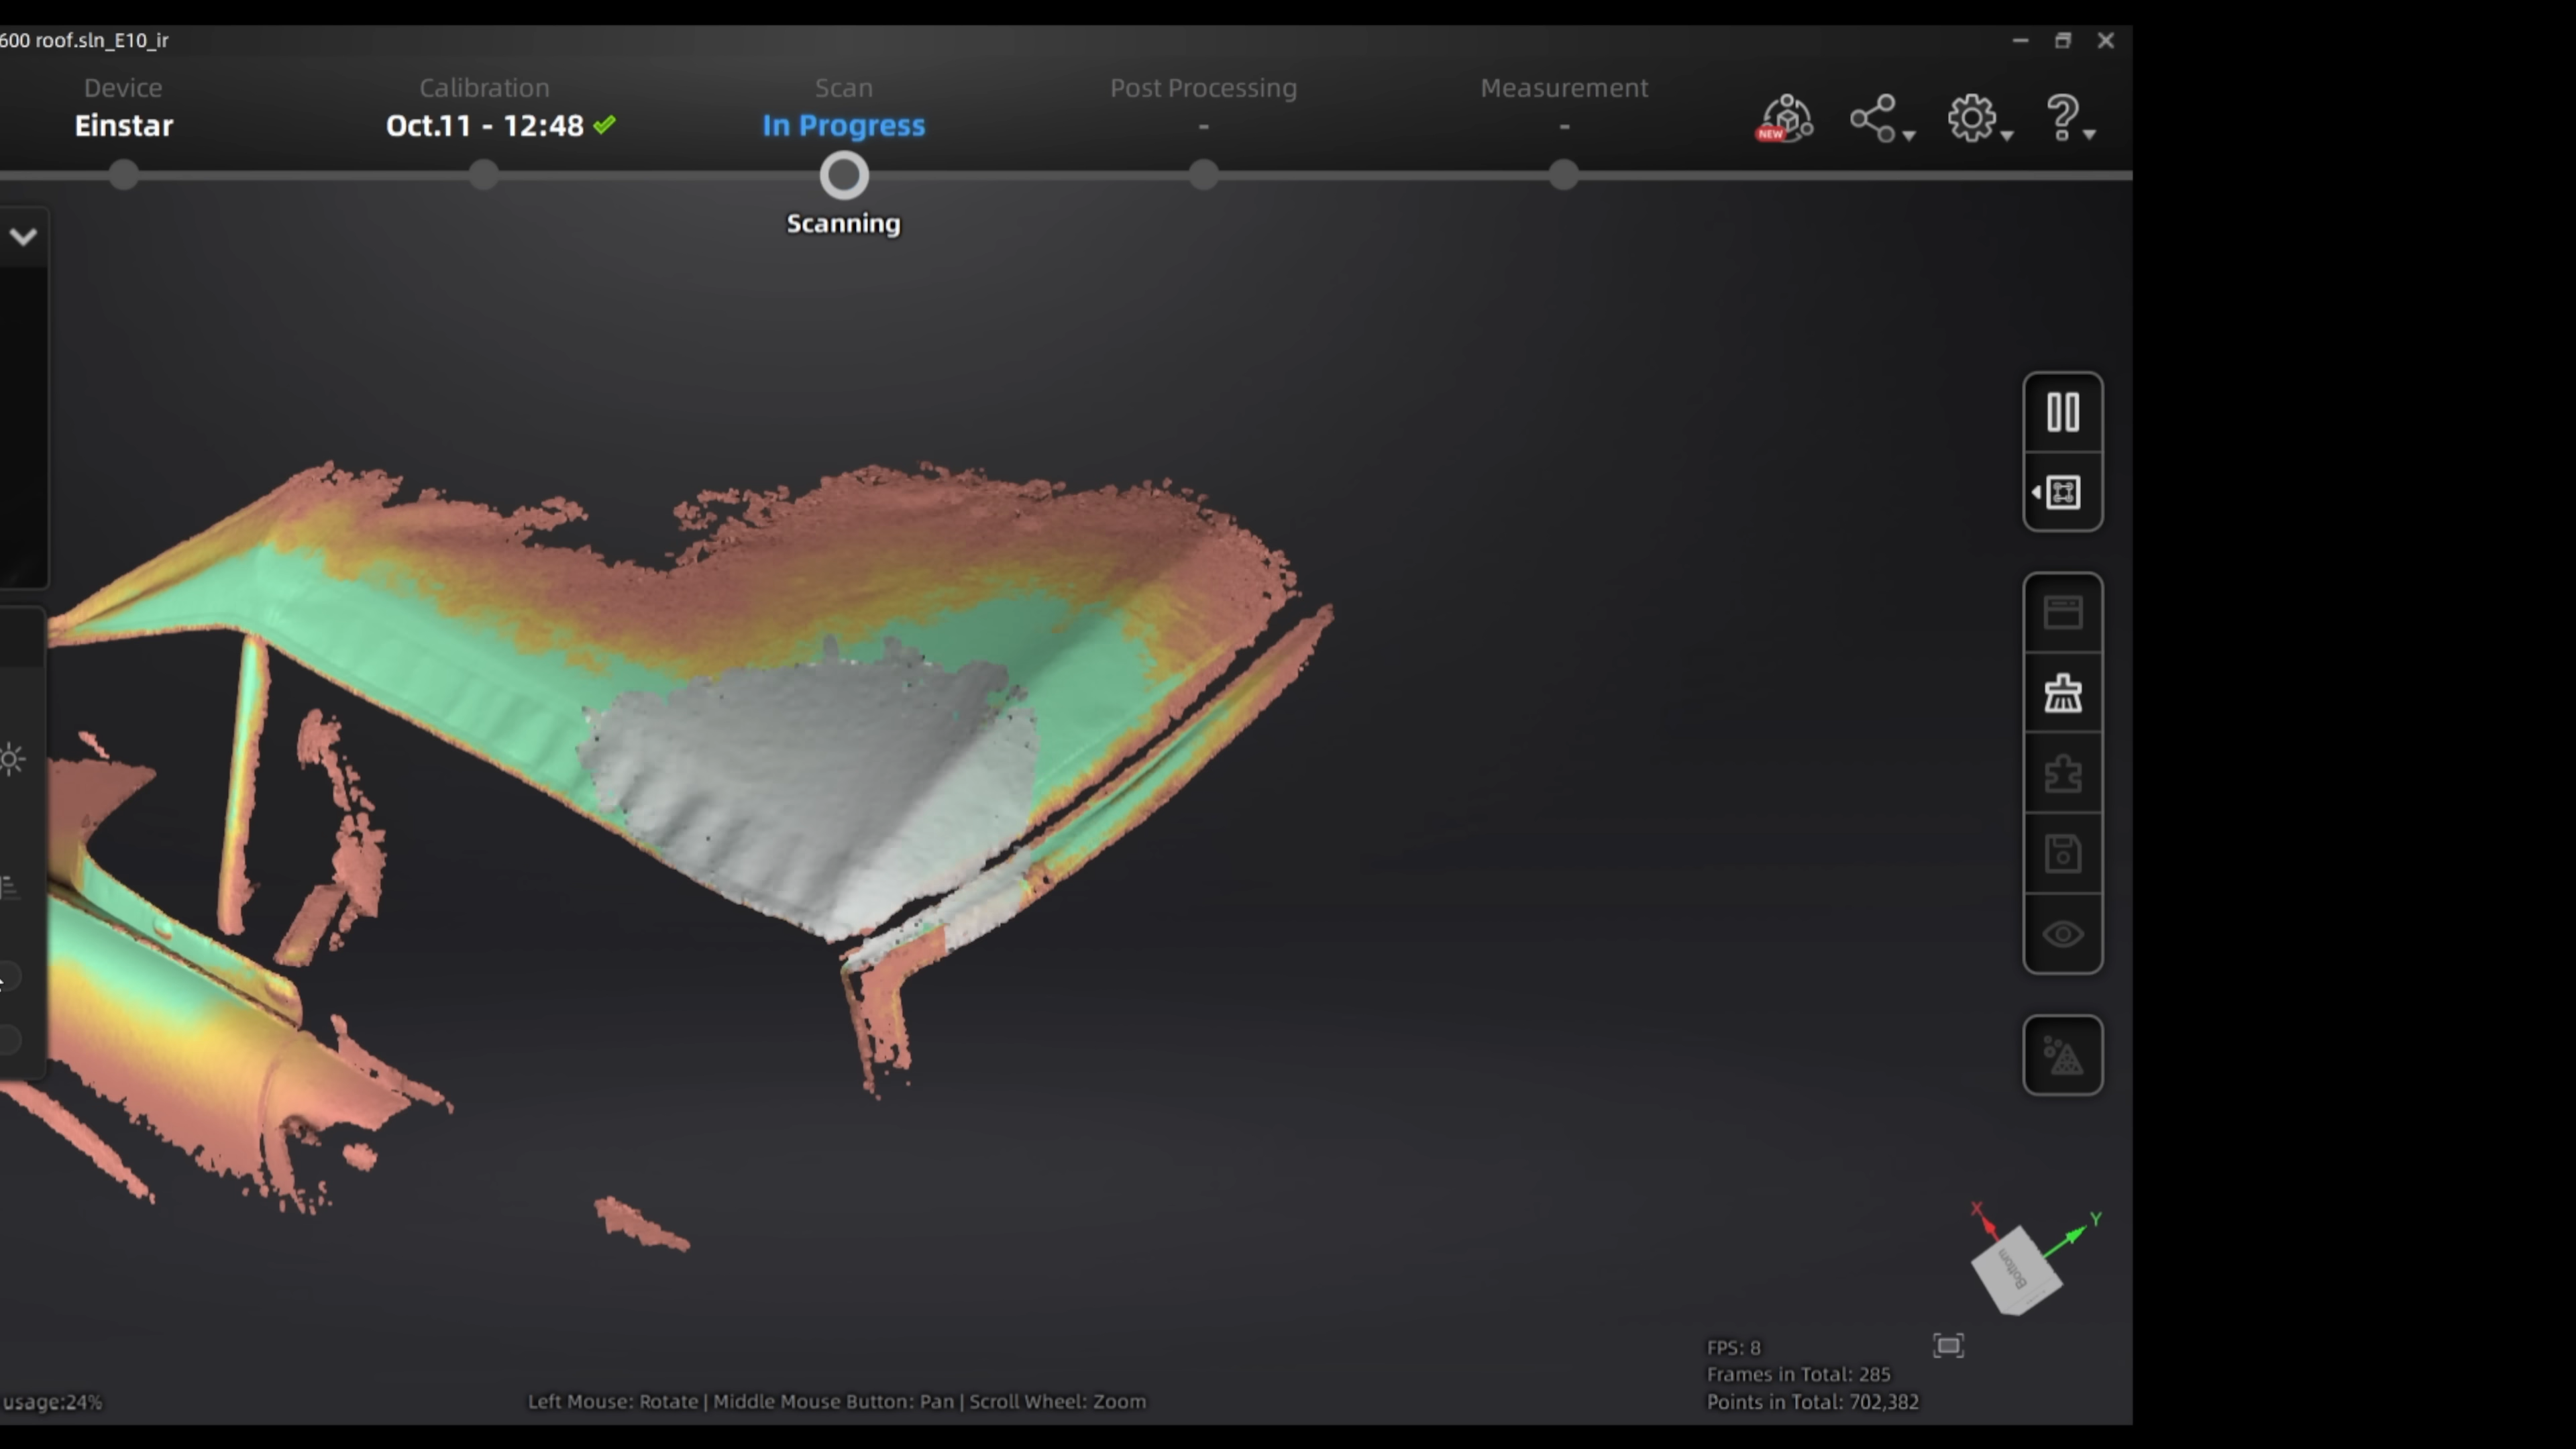 600 roof.sln_E10_ir
Device
Einstar
Calibration
Oct.11 - 12:48
Scan
In Progress
Scanning
Post Processing
-
Measurement
-
NEW
X
Y
Bottom
FPS: 8
Frames in Total: 285
Points in Total: 702,382
usage:24%
Left Mouse: Rotate | Middle Mouse Button: Pan | Scroll Wheel: Zoom